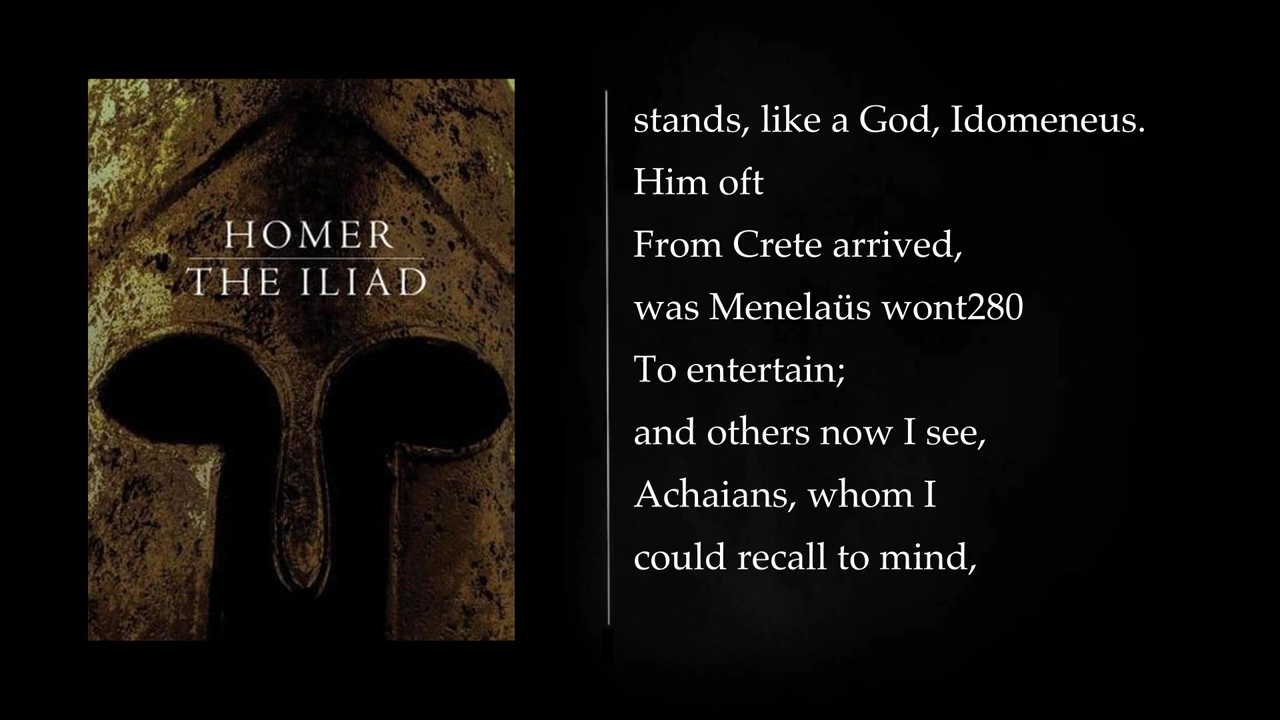 HOMER
THE ILIAD
stands, like a God, Idomeneus.
Him oft
From Crete arrived,
was Menelaüs wont280
To entertain;
and others now I see,
Achaians, whom I
could recall to mind,